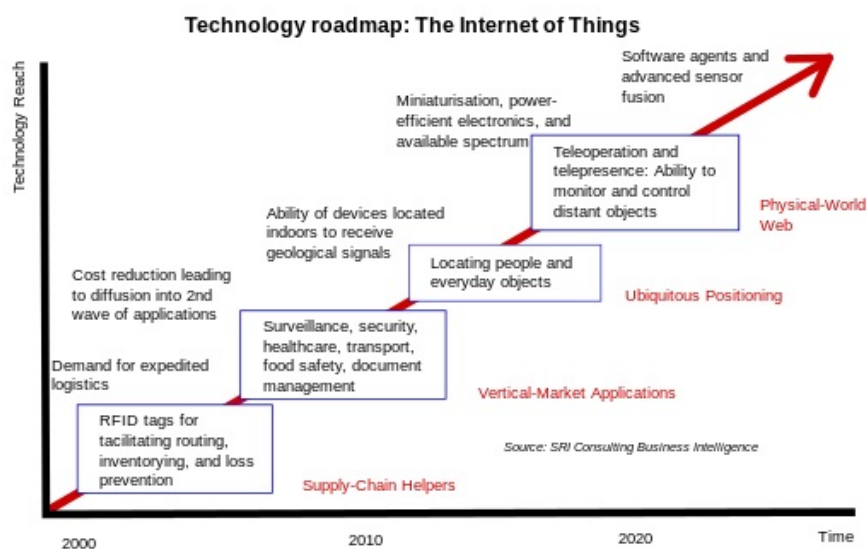 Technology roadmap: The Internet of Things
Technology Reach
Software agents and
advanced sensor
fusion
Miniaturisation, power-
efficient electronics, and
available spectrum
Teleoperation and
telepresence: Ability to
monitor and control
distant objects
Physical-World
Web
Ability of devices located
indoors to receive
geological signals
Locating people and
everyday objects
Ubiquitous Positioning
Cost reduction leading
to diffusion into 2nd
wave of applications
Surveillance, security,
healthcare, transport,
food safety, document
management
Vertical-Market Applications
Demand for expedited
logistics
RFID tags for
tacilitating routing,
inventorying, and loss
prevention
Supply-Chain Helpers
Source: SRI Consulting Business Intelligence
2000
2010
2020
Time